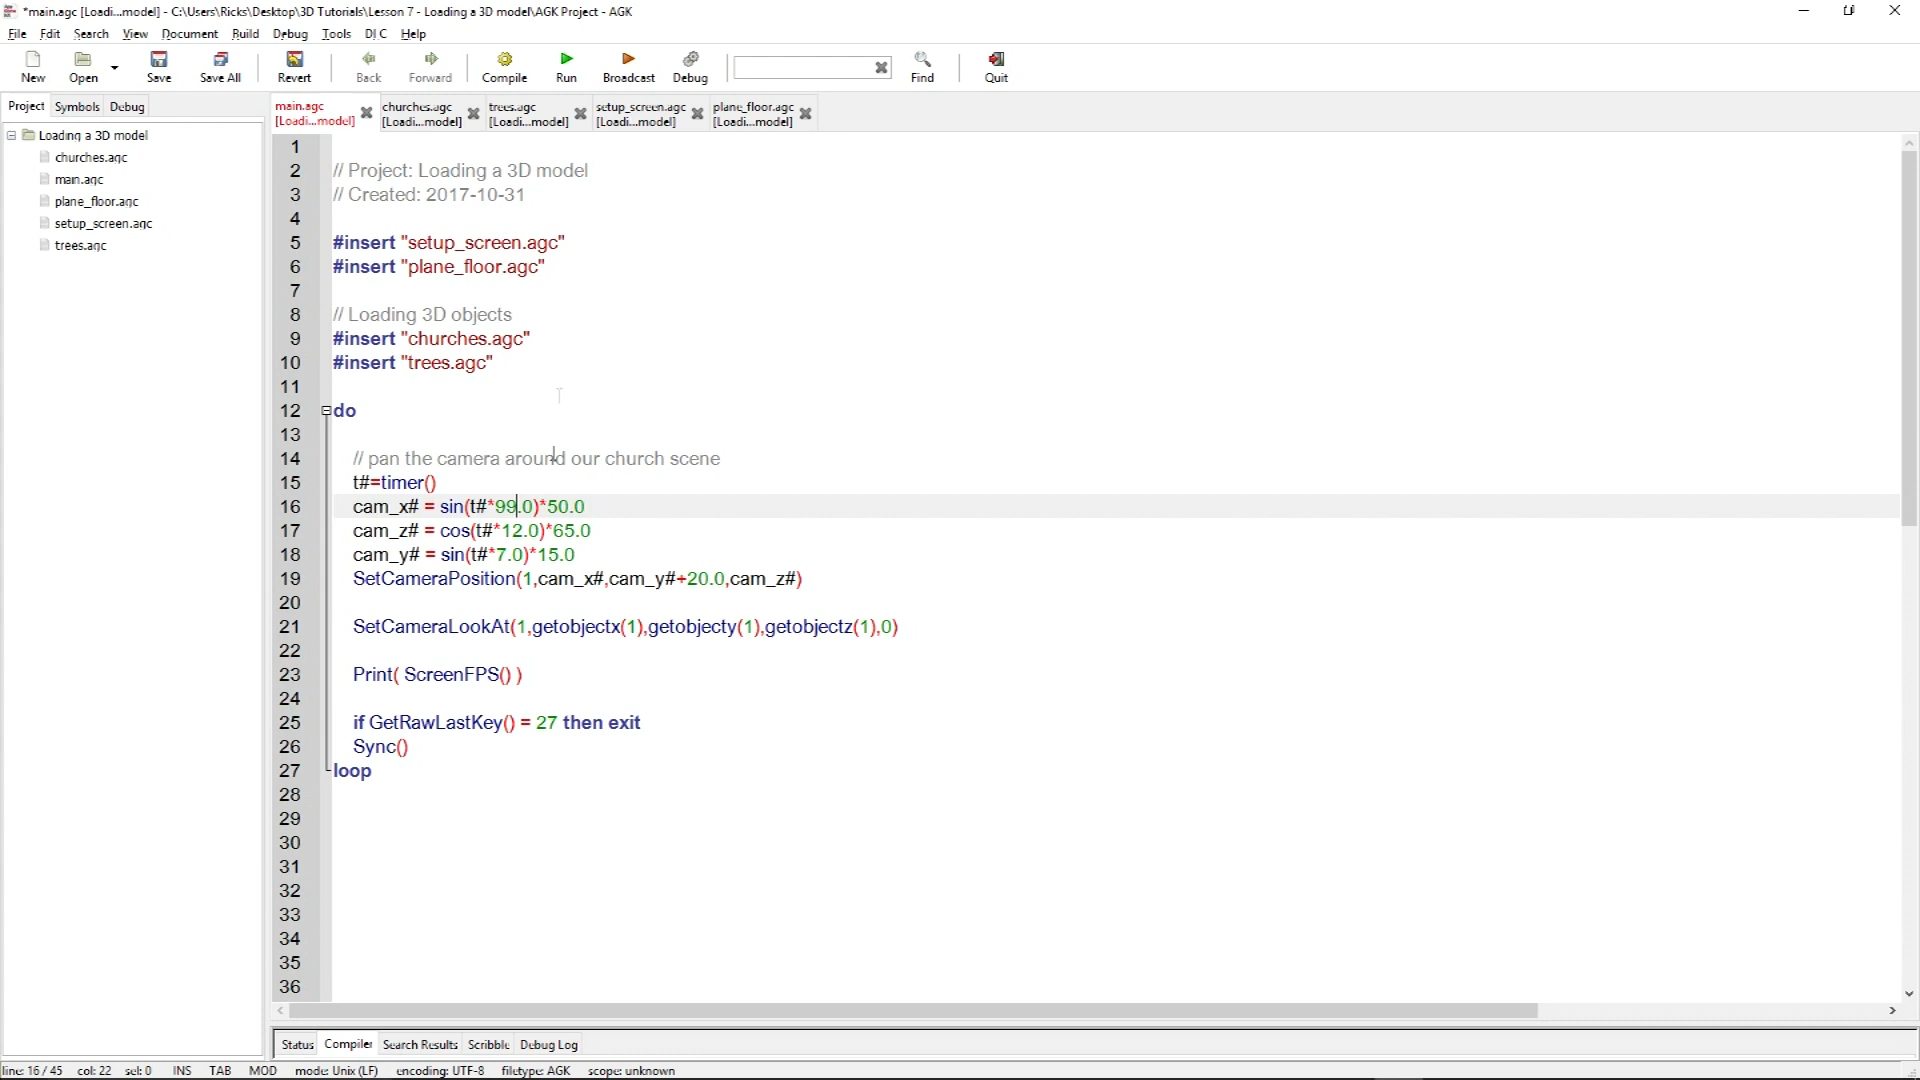 *main.agc [Loadi...model] - C:\Users\Ricks\Desktop\3D Tutorials\Lesson 7 - Loading a 3D model\AGK Project - AGK
File Edit Search View Document Build Debug Tools DLC Help
New Open Save Save All Revert Back Forward Compile Run Broadcast Debug Find Quit
Project Symbols Debug
main.agc [Loadi...model]
churches.agc [Loadi...model]
trees.agc [Loadi...model]
setup_screen.agc [Loadi...model]
plane_floor.agc [Loadi...model]
Loading a 3D model
churches.agc
main.agc
plane_floor.agc
setup_screen.agc
trees.agc
1
2 // Project: Loading a 3D model
3 // Created: 2017-10-31
4
5 #insert "setup_screen.agc"
6 #insert "plane_floor.agc"
7
8 // Loading 3D objects
9 #insert "churches.agc"
10 #insert "trees.agc"
11
12 do
13
14 // pan the camera around our church scene
15 t#=timer()
16 cam_x# = sin(t#*99.0)*50.0
17 cam_z# = cos(t#*12.0)*65.0
18 cam_y# = sin(t#*7.0)*15.0
19 SetCameraPosition(1,cam_x#,cam_y#+20.0,cam_z#)
20
21 SetCameraLookAt(1,getobjectx(1),getobjecty(1),getobjectz(1),0)
22
23 Print( ScreenFPS() )
24
25 if GetRawLastKey() = 27 then exit
26 Sync()
27 loop
28
29
30
31
32
33
34
35
36
Status Compiler Search Results Scribble Debug Log
line: 16 / 45 col: 22 sel: 0 INS TAB MOD mode: Unix (LF) encoding: UTF-8 filetype: AGK scope: unknown